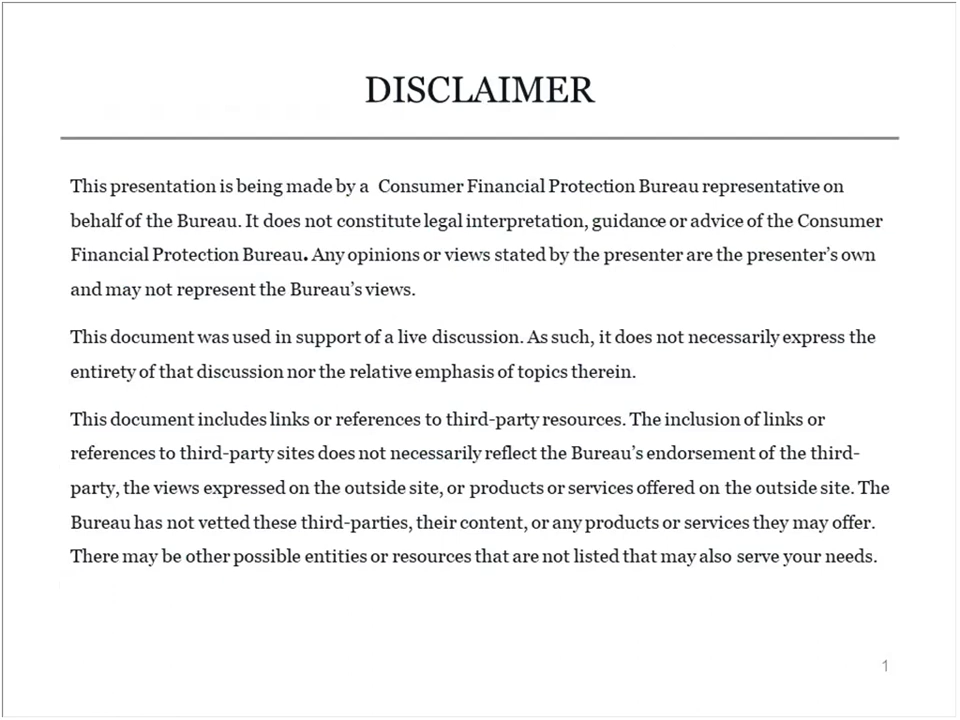 DISCLAIMER
This presentation is being made by a  Consumer Financial Protection Bureau representative on
behalf of the Bureau. It does not constitute legal interpretation, guidance or advice of the Consumer
Financial Protection Bureau. Any opinions or views stated by the presenter are the presenter’s own
and may not represent the Bureau’s views.
This document was used in support of a live discussion. As such, it does not necessarily express the
entirety of that discussion nor the relative emphasis of topics therein.
This document includes links or references to third-party resources. The inclusion of links or
references to third-party sites does not necessarily reflect the Bureau’s endorsement of the third-
party, the views expressed on the outside site, or products or services offered on the outside site. The
Bureau has not vetted these third-parties, their content, or any products or services they may offer.
There may be other possible entities or resources that are not listed that may also serve your needs.
1